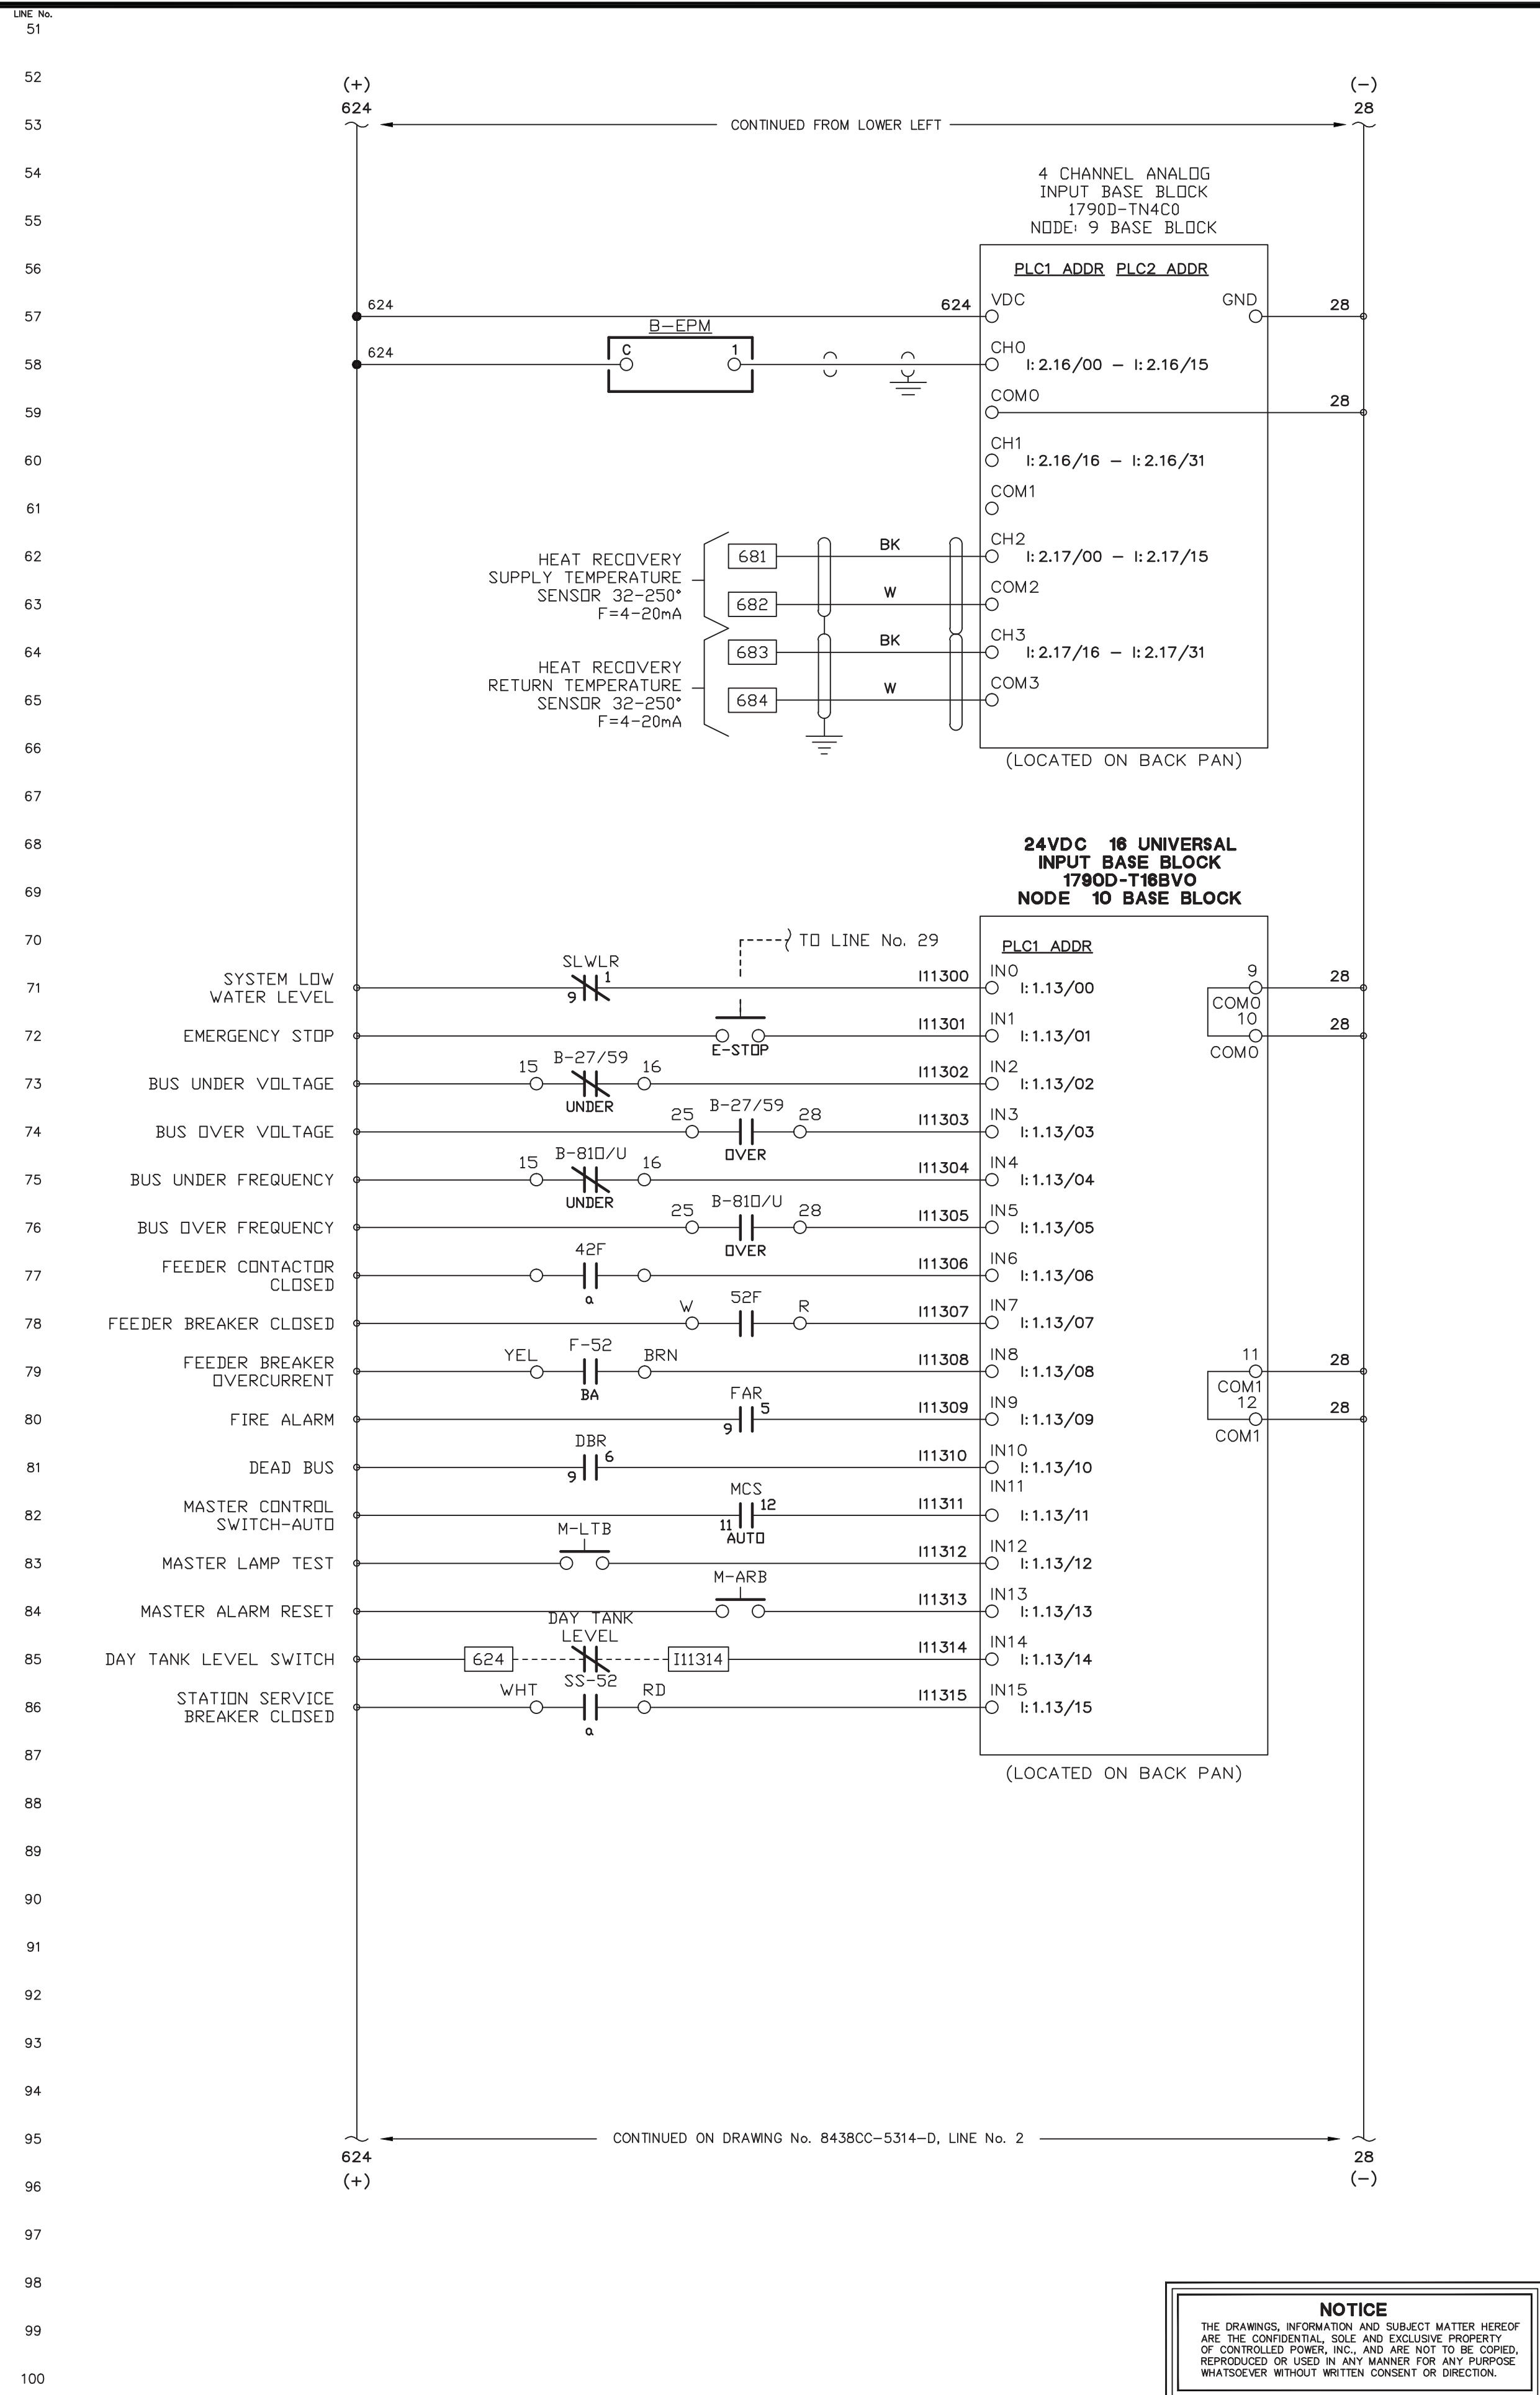 LINE No.
51
52
(+)
(−)
624
28
53
CONTINUED FROM LOWER LEFT
54
4 CHANNEL ANALOG
INPUT BASE BLOCK
55
1790D-TN4C0
NODE: 9 BASE BLOCK
56
PLC1 ADDR PLC2 ADDR
57
624
624
VDC
GND
28
B-EPM
58
624
C
1
CH0
I:2.16/00 – I:2.16/15
59
COM0
28
60
CH1
I:2.16/16 – I:2.16/31
61
COM1
62
HEAT RECOVERY
SUPPLY TEMPERATURE
SENSOR 32-250°
F=4-20mA
681
BK
CH2
I:2.17/00 – I:2.17/15
63
682
W
COM2
64
HEAT RECOVERY
RETURN TEMPERATURE
SENSOR 32-250°
F=4-20mA
683
BK
CH3
I:2.17/16 – I:2.17/31
65
684
W
COM3
66
(LOCATED ON BACK PAN)
67
68
24VDC 16 UNIVERSAL
INPUT BASE BLOCK
69
1790D-T16BVO
NODE 10 BASE BLOCK
70
TO LINE No. 29
PLC1 ADDR
71
SYSTEM LOW
WATER LEVEL
SLWLR
1
9
I11300
IN0
I:1.13/00
9
28
COM0
72
EMERGENCY STOP
E-STOP
I11301
IN1
I:1.13/01
10
28
COM0
73
BUS UNDER VOLTAGE
15
B-27/59
16
UNDER
I11302
IN2
I:1.13/02
74
BUS OVER VOLTAGE
25
B-27/59
28
OVER
I11303
IN3
I:1.13/03
75
BUS UNDER FREQUENCY
15
B-81O/U
16
UNDER
I11304
IN4
I:1.13/04
76
BUS OVER FREQUENCY
25
B-81O/U
28
OVER
I11305
IN5
I:1.13/05
77
FEEDER CONTACTOR
CLOSED
42F
a
I11306
IN6
I:1.13/06
78
FEEDER BREAKER CLOSED
W
52F
R
I11307
IN7
I:1.13/07
79
FEEDER BREAKER
OVERCURRENT
YEL
F-52
BRN
BA
I11308
IN8
I:1.13/08
11
28
COM1
80
FIRE ALARM
FAR
5
9
I11309
IN9
I:1.13/09
12
28
COM1
81
DEAD BUS
DBR
6
9
I11310
IN10
I:1.13/10
82
MASTER CONTROL
SWITCH-AUTO
MCS
12
11
AUTO
I11311
IN11
I:1.13/11
83
MASTER LAMP TEST
M-LTB
I11312
IN12
I:1.13/12
84
MASTER ALARM RESET
M-ARB
I11313
IN13
I:1.13/13
85
DAY TANK LEVEL SWITCH
624
DAY TANK
LEVEL
I11314
I11314
IN14
I:1.13/14
86
STATION SERVICE
BREAKER CLOSED
WHT
SS-52
RD
a
I11315
IN15
I:1.13/15
87
(LOCATED ON BACK PAN)
88
89
90
91
92
93
94
95
CONTINUED ON DRAWING No. 8438CC-5314-D, LINE No. 2
624
28
96
(+)
(−)
97
98
99
NOTICE
THE DRAWINGS, INFORMATION AND SUBJECT MATTER HEREOF
ARE THE CONFIDENTIAL, SOLE AND EXCLUSIVE PROPERTY
OF CONTROLLED POWER, INC., AND ARE NOT TO BE COPIED,
REPRODUCED OR USED IN ANY MANNER FOR ANY PURPOSE
WHATSOEVER WITHOUT WRITTEN CONSENT OR DIRECTION.
100